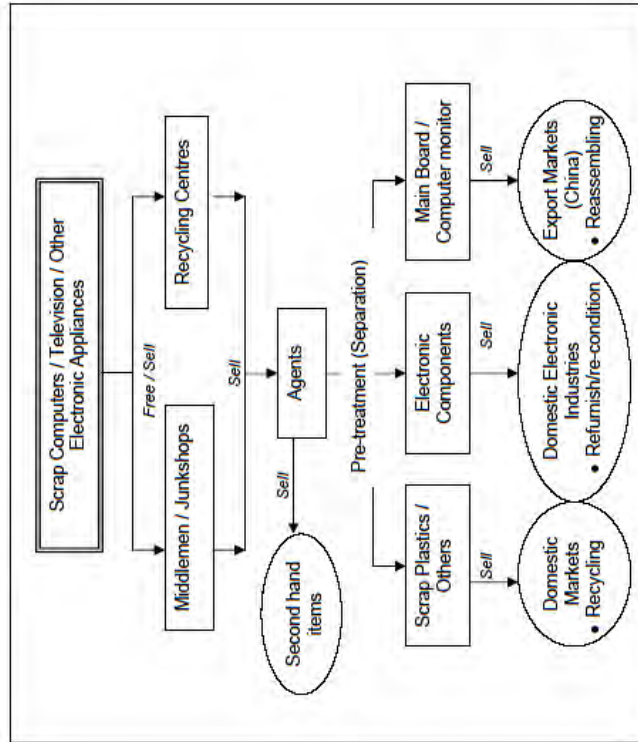 Scrap Computers / Television / Other
Electronic Appliances
Free / Sell
Middlemen / Junkshops
Recycling Centres
Sell
Agents
Sell
Second hand
items
Pre-treatment (Separation)
Scrap Plastics /
Others
Electronic
Components
Main Board /
Computer monitor
Sell
Sell
Sell
Domestic
Markets
• Recycling
Domestic Electronic
Industries
• Refurnish/re-condition
Export Markets
(China)
• Reassembling